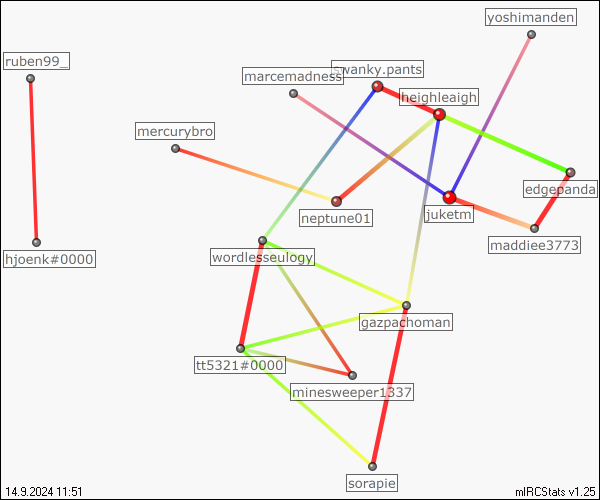 yoshimanden
ruben99_
swanky.pants
marcemadness
heighleaigh
mercurybro
edgepanda
neptune01
juketm
maddiee3773
hjoenk#0000
wordlesseulogy
gazpachoman
tt5321#0000
minesweeper1337
sorapie
14.9.2024 11:51
mIRCStats v1.25